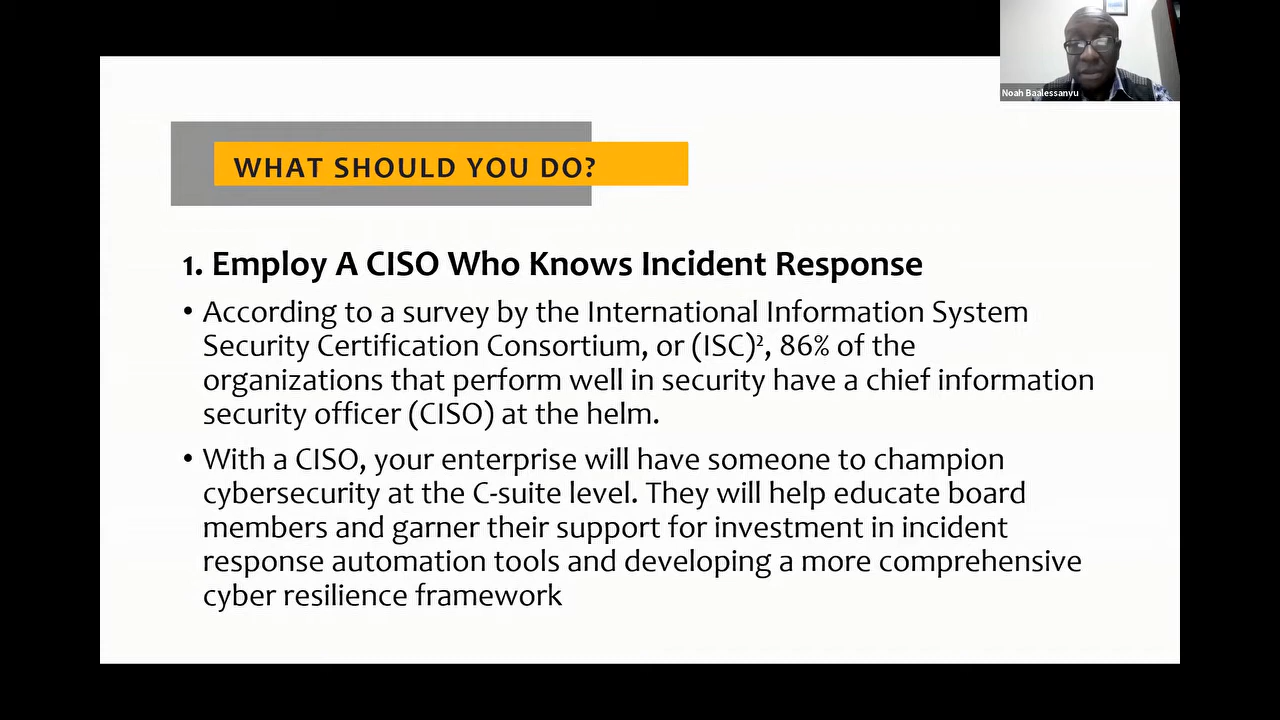 Noah Baalessanvu
WHAT SHOULD YOU DO?
1. Employ A CISO Who Knows Incident Response
• According to a survey by the International Information System
Security Certification Consortium, or (ISC)², 86% of the
organizations that perform well in security have a chief information
security officer (CISO) at the helm.
• With a CISO, your enterprise will have someone to champion
cybersecurity at the C-suite level. They will help educate board
members and garner their support for investment in incident
response automation tools and developing a more comprehensive
cyber resilience framework